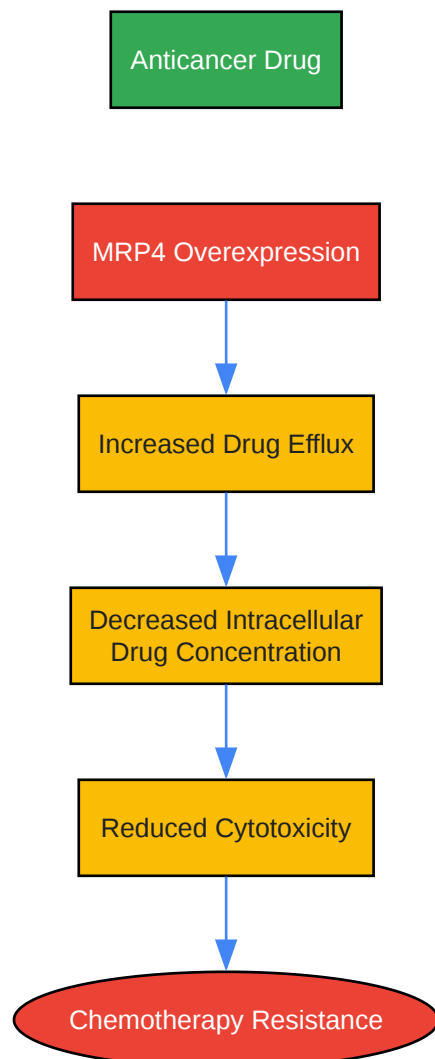 Anticancer Drug
MRP4 Overexpression
Increased Drug Efflux
Decreased Intracellular
Drug Concentration
Reduced Cytotoxicity
Chemotherapy Resistance